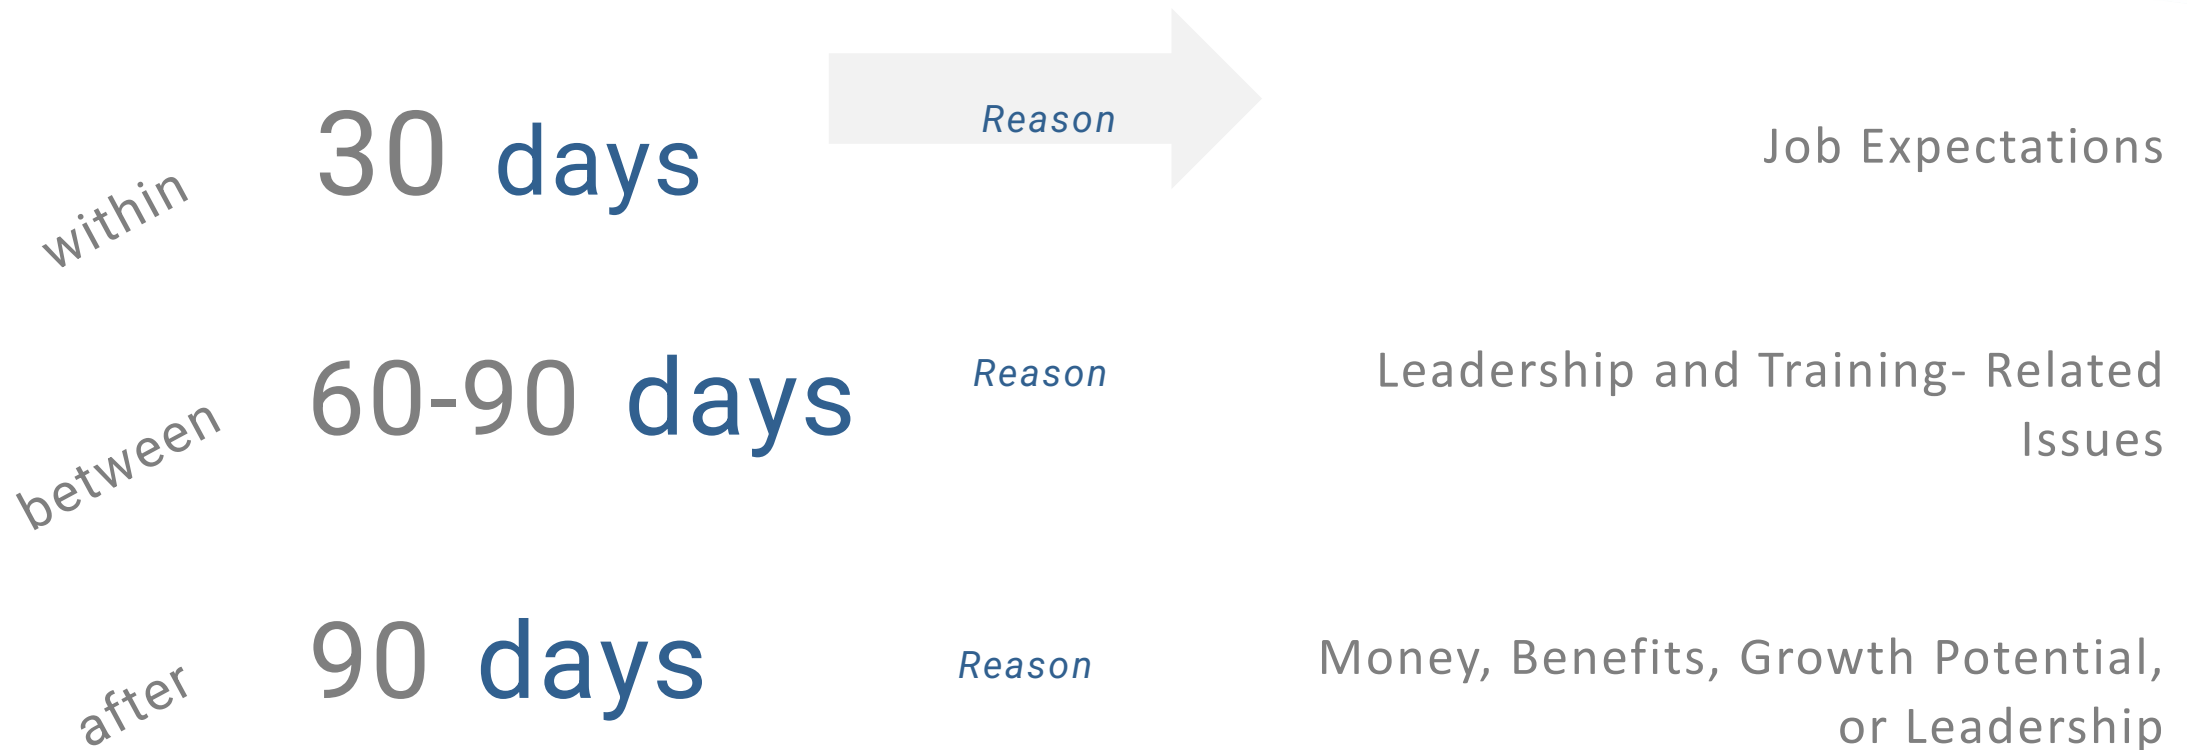 within 30 days Reason Job Expectations
between 60-90 days Reason Leadership and Training- Related
Issues
after 90 days Reason Money, Benefits, Growth Potential,
or Leadership